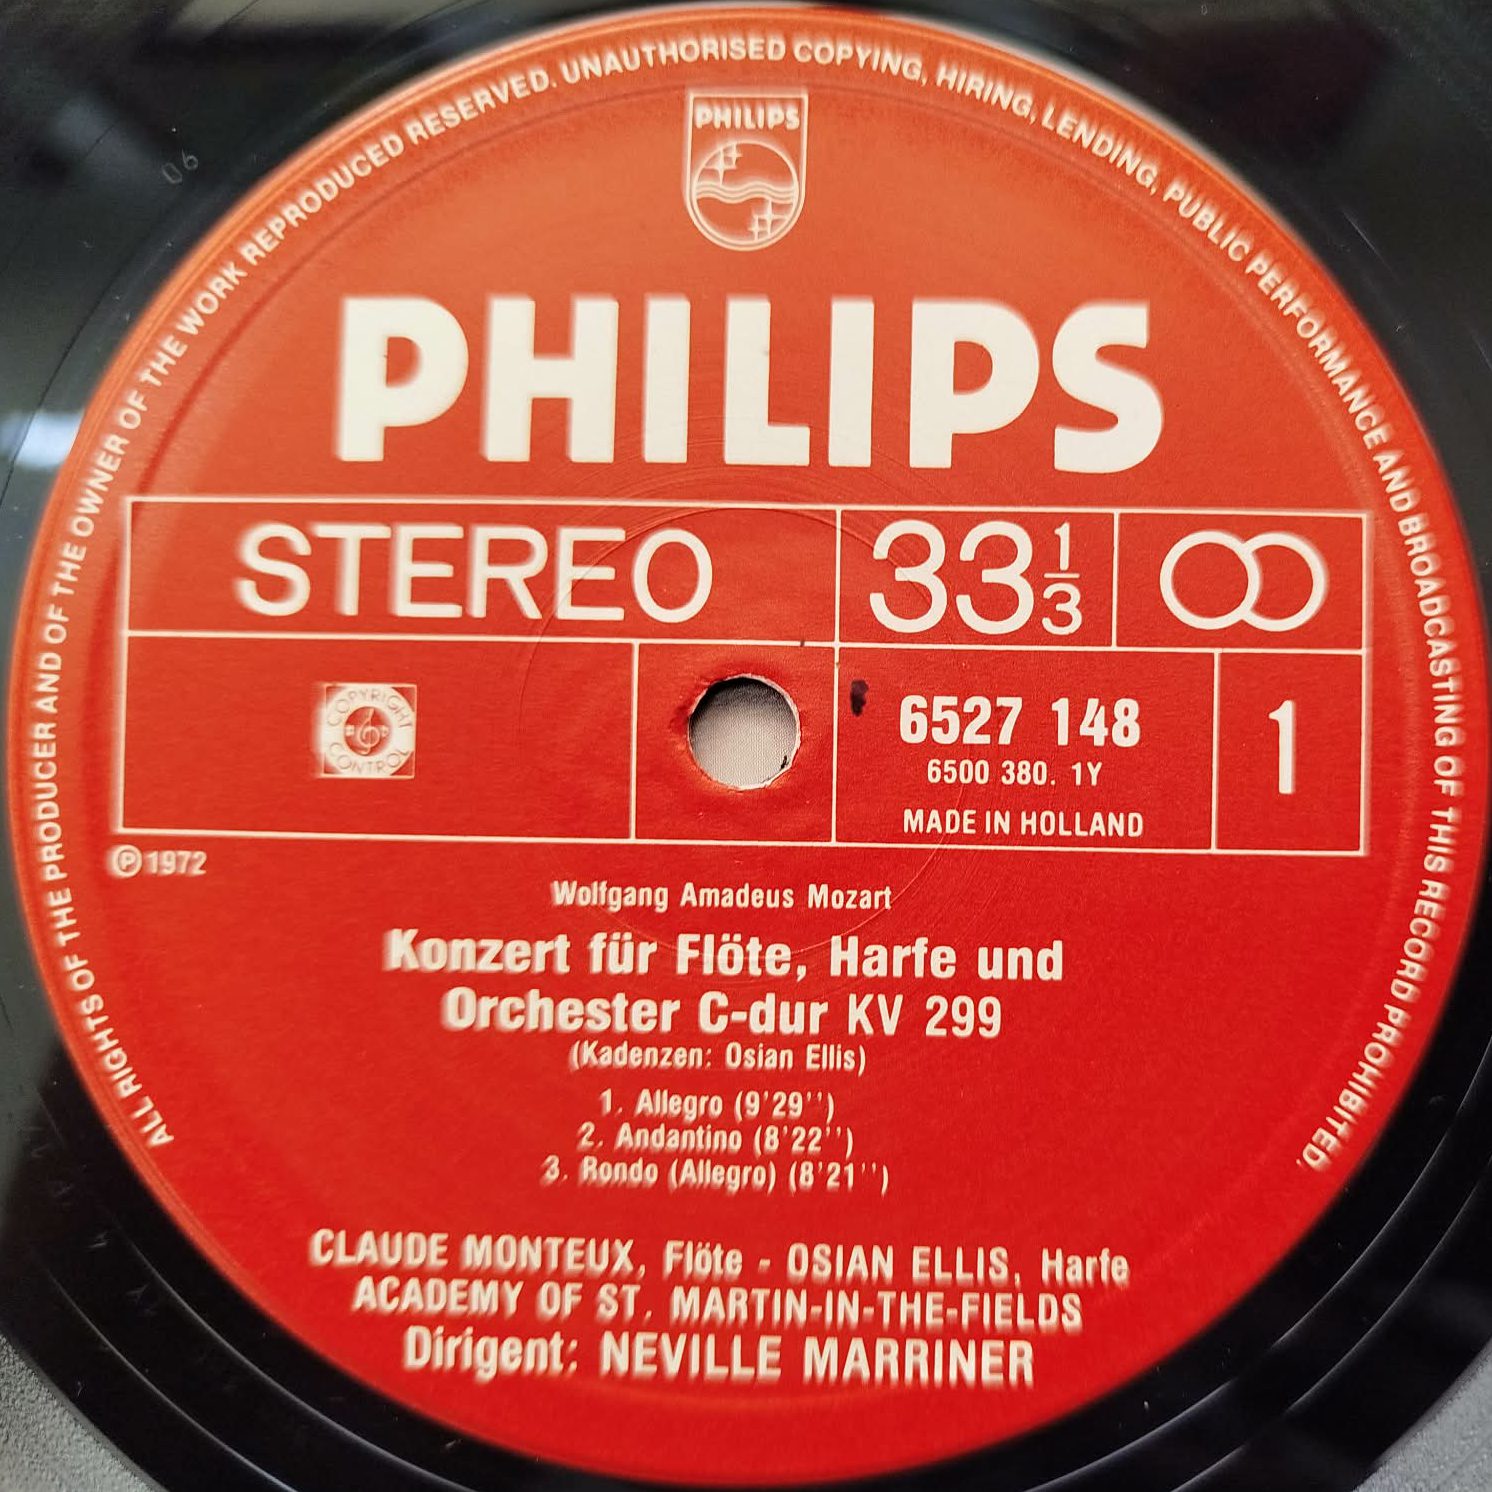 ALL RIGHTS OF THE PRODUCER AND OF THE OWNER OF THE WORK REPRODUCED RESERVED. UNAUTHORISED COPYING, HIRING, LENDING, PUBLIC PERFORMANCE AND BROADCASTING OF THIS RECORD PROHIBITED.
06
PHILIPS
PHILIPS
STEREO
33 1/3
COPYRIGHT
BIEM
CONTROL
6527 148
6500 380. 1Y
MADE IN HOLLAND
1
℗ 1972
Wolfgang Amadeus Mozart
Konzert für Flöte, Harfe und
Orchester C-dur KV 299
(Kadenzen: Osian Ellis)
1. Allegro (9'29'')
2. Andantino (8'22'')
3. Rondo (Allegro) (8'21'')
CLAUDE MONTEUX, Flöte - OSIAN ELLIS, Harfe
ACADEMY OF ST. MARTIN-IN-THE-FIELDS
Dirigent: NEVILLE MARRINER